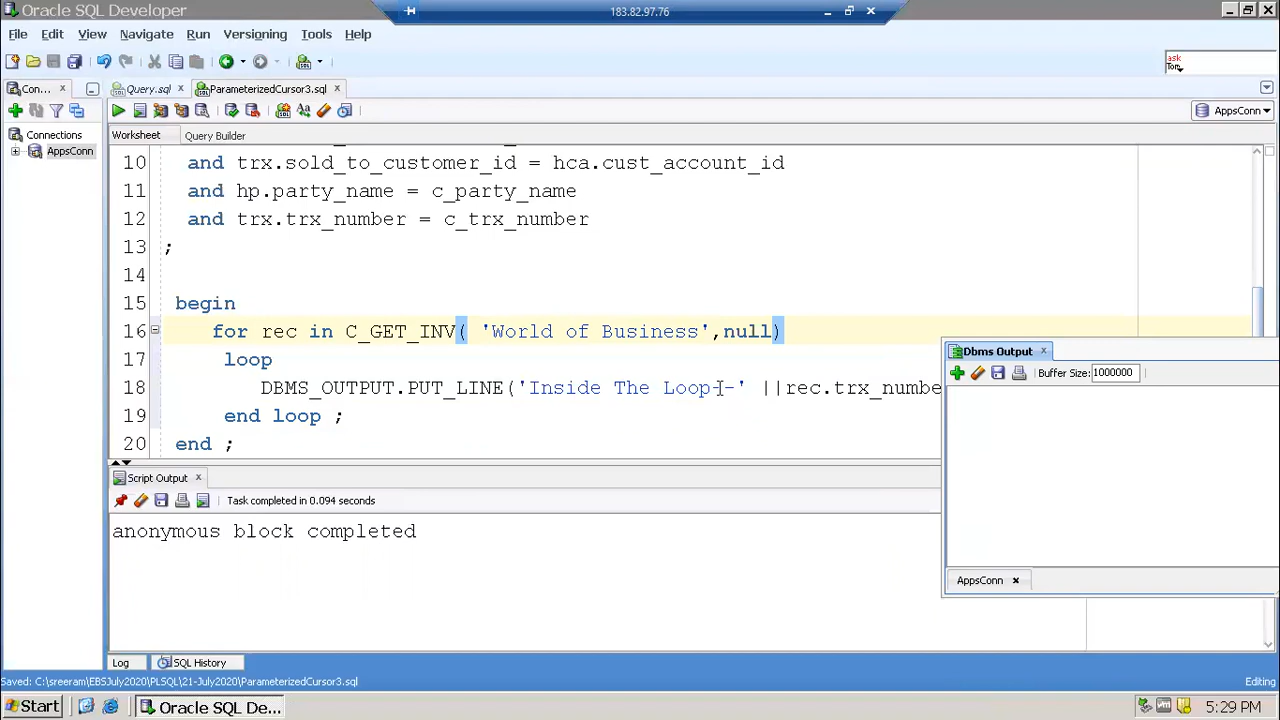 Oracle SQL Developer
183.82.97.76
File Edit View Navigate Run Versioning Tools Help
ask
Tom
Con... Query.sql ParameterizedCursor3.sql
AppsConn
Connections
AppsConn
Worksheet Query Builder
10 and trx.sold_to_customer_id = hca.cust_account_id
11 and hp.party_name = c_party_name
12 and trx.trx_number = c_trx_number
13 ;
14
15 begin
16 for rec in C_GET_INV( 'World of Business',null)
17 loop
18 DBMS_OUTPUT.PUT_LINE('Inside The Loop--' ||rec.trx_numbe
19 end loop ;
20 end ;
Dbms Output
Buffer Size: 1000000
AppsConn
Script Output
Task completed in 0.094 seconds
anonymous block completed
Log SQL History
Saved: C:\sreeram\EBSJuly2020\PLSQL\21-July2020\ParameterizedCursor3.sql Editing
Start Oracle SQL De... 5:29 PM